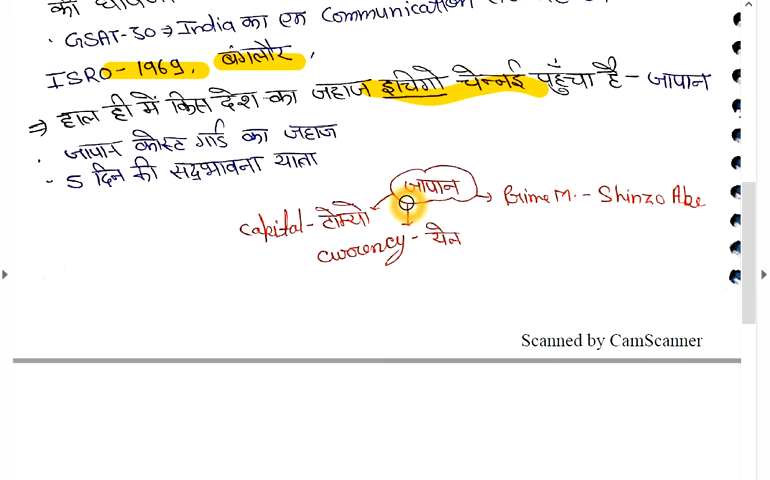 का
. GSAT-30 ⇒ India का एक Communication
ISRO - 1969, बंगलौर,
⇒ हाल ही में किस देश का जहाज इचिगो चेन्नई पहुँचा है - जापान
. जापान कोस्ट गार्ड का जहाज
- 5 दिन की सद्भावना यात्रा
जापान
Capital - टोक्यो
Prime M. - Shinzo Abe
Currency - येन
Scanned by CamScanner